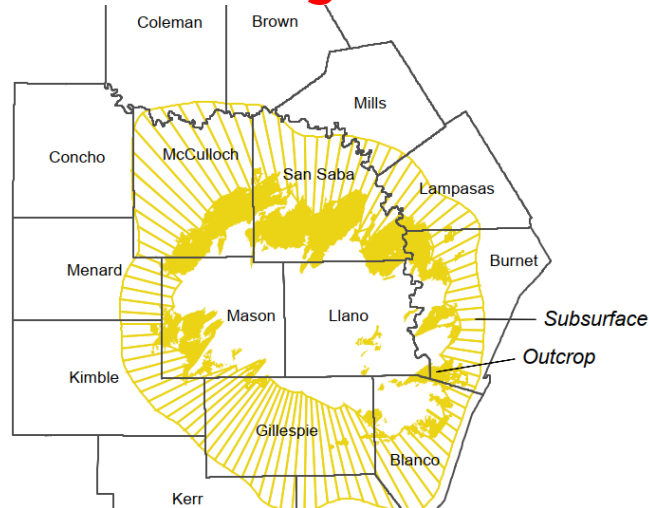 Coleman
Brown
Mills
Concho
McCulloch
San Saba
Lampasas
Menard
Burnet
Mason
Llano
Subsurface
Outcrop
Kimble
Gillespie
Blanco
Kerr